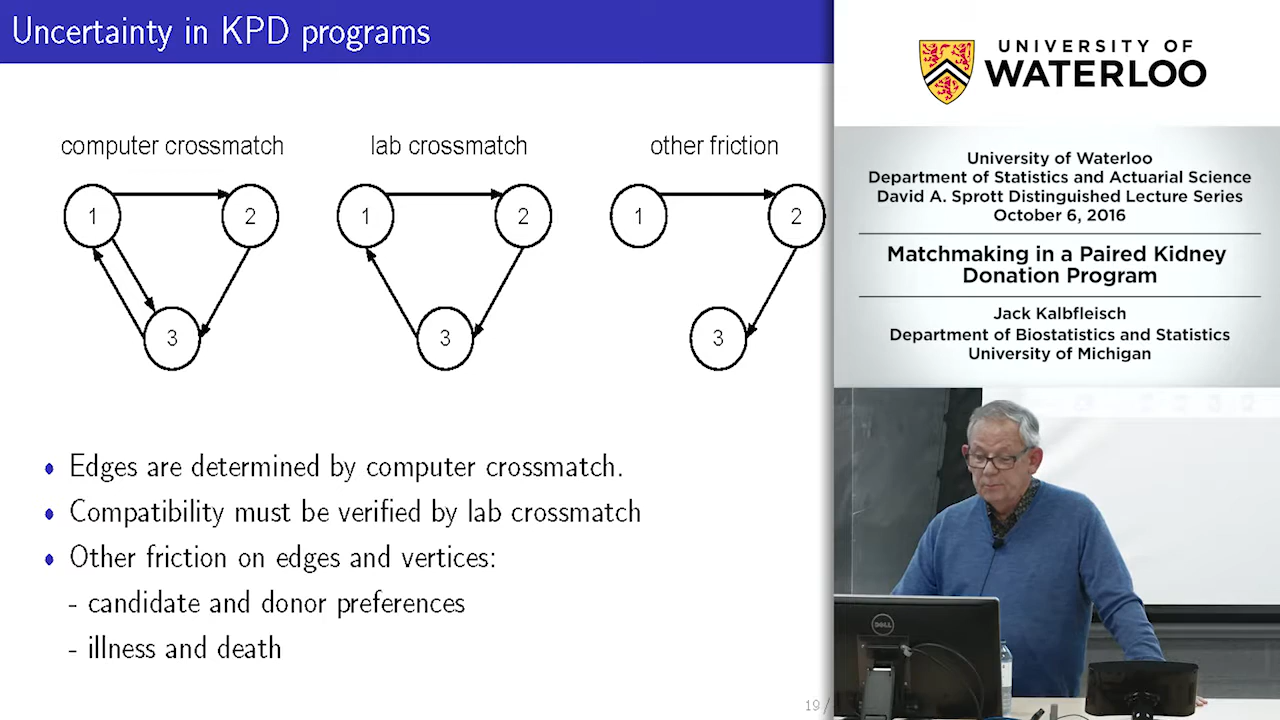 Uncertainty in KPD programs
computer crossmatch
lab crossmatch
other friction
1
2
3
1
2
3
1
2
3
• Edges are determined by computer crossmatch.
• Compatibility must be verified by lab crossmatch
• Other friction on edges and vertices:
- candidate and donor preferences
- illness and death
19 /
UNIVERSITY OF
WATERLOO
University of Waterloo
Department of Statistics and Actuarial Science
David A. Sprott Distinguished Lecture Series
October 6, 2016
Matchmaking in a Paired Kidney
Donation Program
Jack Kalbfleisch
Department of Biostatistics and Statistics
University of Michigan
DELL